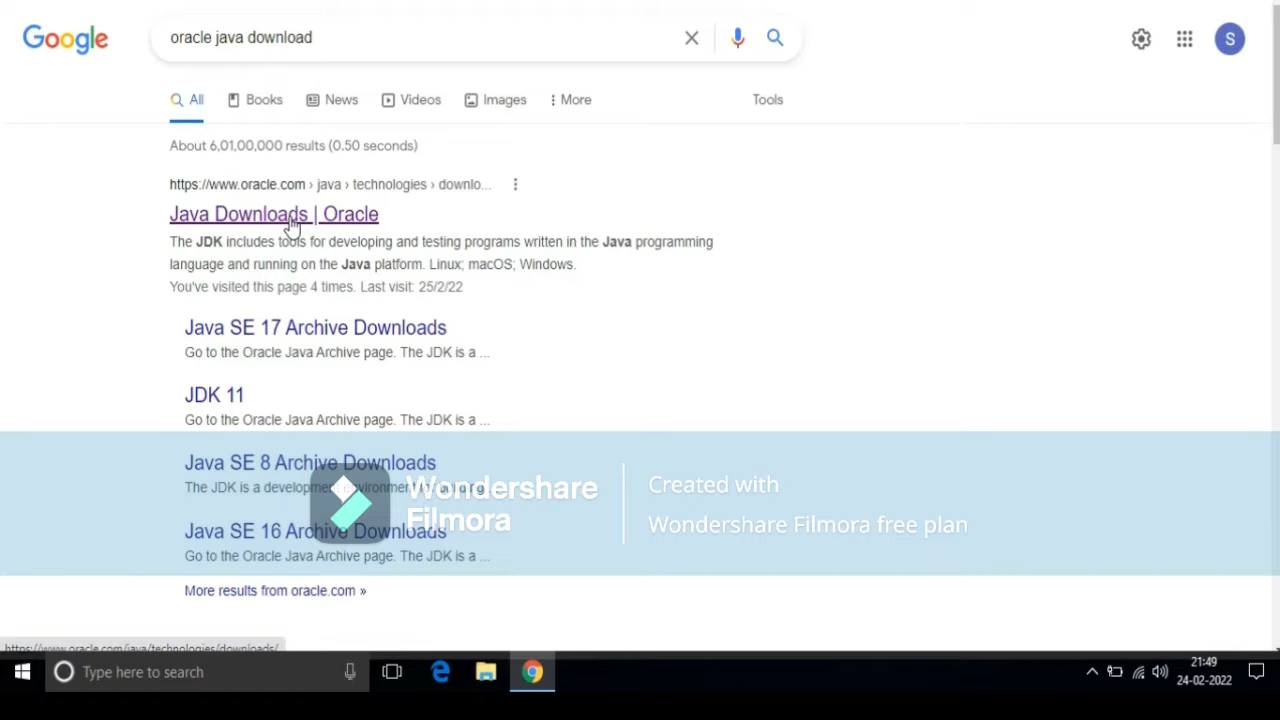 Google
oracle java download
S
All Books News Videos Images More Tools
About 6,01,00,000 results (0.50 seconds)
https://www.oracle.com › java › technologies › downlo...
Java Downloads | Oracle
The JDK includes tools for developing and testing programs written in the Java programming
language and running on the Java platform. Linux; macOS; Windows.
You've visited this page 4 times. Last visit: 25/2/22
Java SE 17 Archive Downloads
Go to the Oracle Java Archive page. The JDK is a ...
JDK 11
Go to the Oracle Java Archive page. The JDK is a ...
Java SE 8 Archive Downloads
The JDK is a development environment for building
Wondershare
Filmora
Created with
Wondershare Filmora free plan
Java SE 16 Archive Downloads
Go to the Oracle Java Archive page. The JDK is a ...
More results from oracle.com »
https://www.oracle.com/java/technologies/downloads/
Type here to search
21:49
24-02-2022